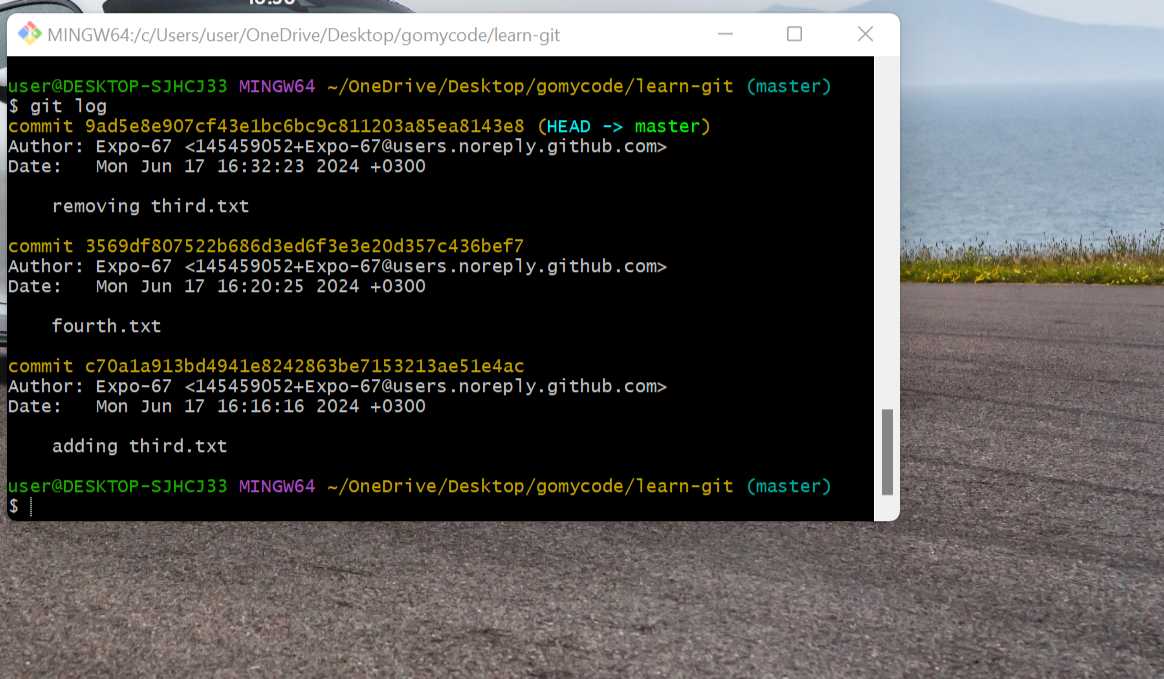 MINGW64:/c/Users/user/OneDrive/Desktop/gomycode/learn-git
user@DESKTOP-SJHCJ33 MINGW64 ~/OneDrive/Desktop/gomycode/learn-git (master)
$ git log
commit 9ad5e8e907cf43e1bc6bc9c811203a85ea8143e8 (HEAD -> master)
Author: Expo-67 <145459052+Expo-67@users.noreply.github.com>
Date:   Mon Jun 17 16:32:23 2024 +0300
    removing third.txt
commit 3569df807522b686d3ed6f3e3e20d357c436bef7
Author: Expo-67 <145459052+Expo-67@users.noreply.github.com>
Date:   Mon Jun 17 16:20:25 2024 +0300
    fourth.txt
commit c70a1a913bd4941e8242863be7153213ae51e4ac
Author: Expo-67 <145459052+Expo-67@users.noreply.github.com>
Date:   Mon Jun 17 16:16:16 2024 +0300
    adding third.txt
user@DESKTOP-SJHCJ33 MINGW64 ~/OneDrive/Desktop/gomycode/learn-git (master)
$